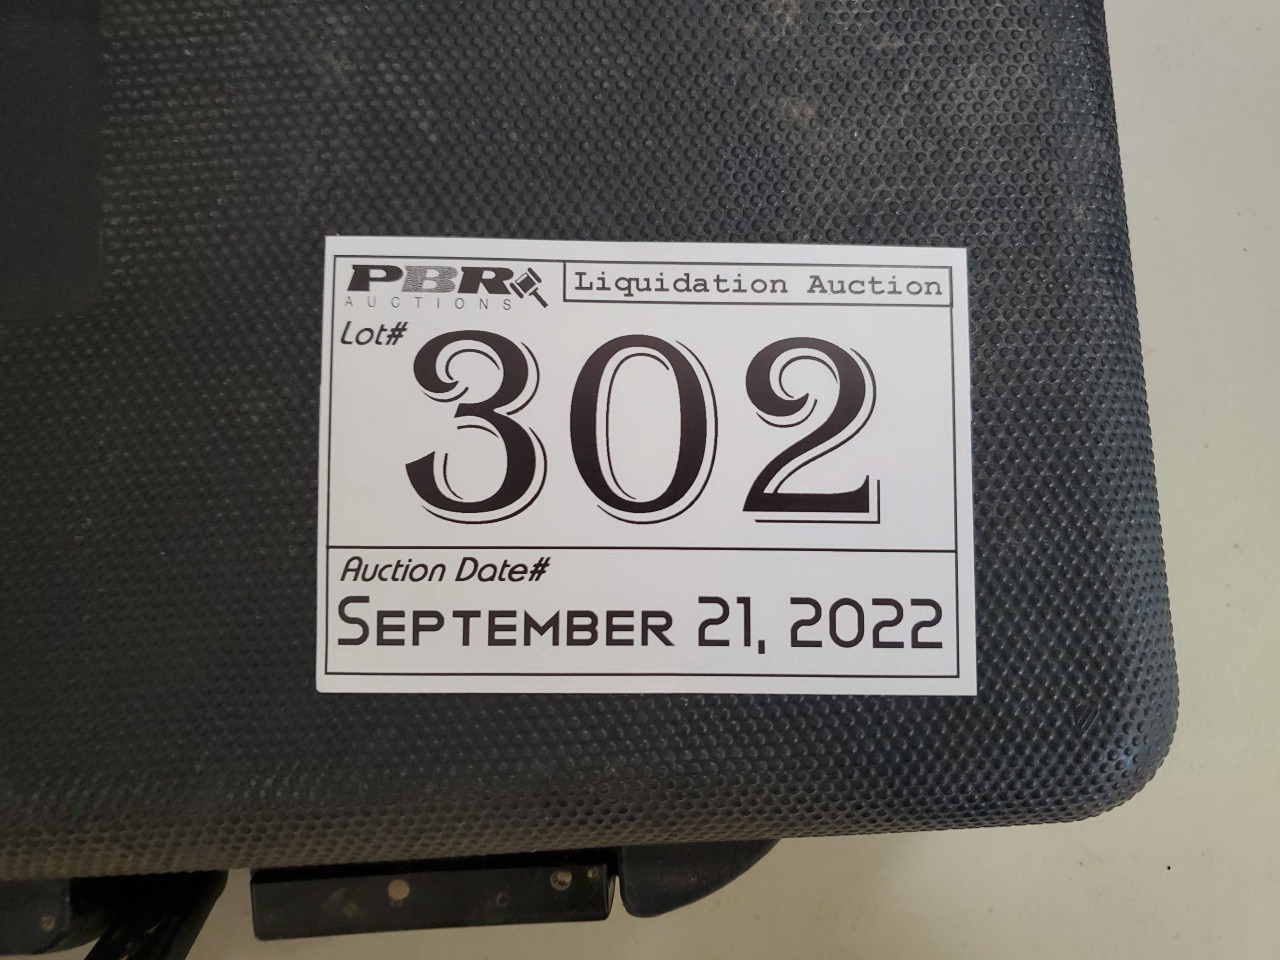 PBR
AUCTIONS
Liquidation Auction
Lot#
302
Auction Date#
September 21, 2022